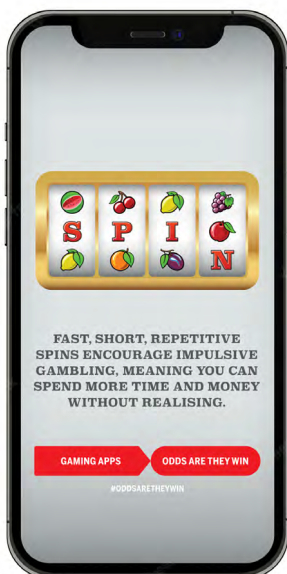 SPIN
FAST, SHORT, REPETITIVE
SPINS ENCOURAGE IMPULSIVE
GAMBLING, MEANING YOU CAN
SPEND MORE TIME AND MONEY
WITHOUT REALISING.
GAMING APPS ODDS ARE THEY WIN
#ODDSARETHEYWIN